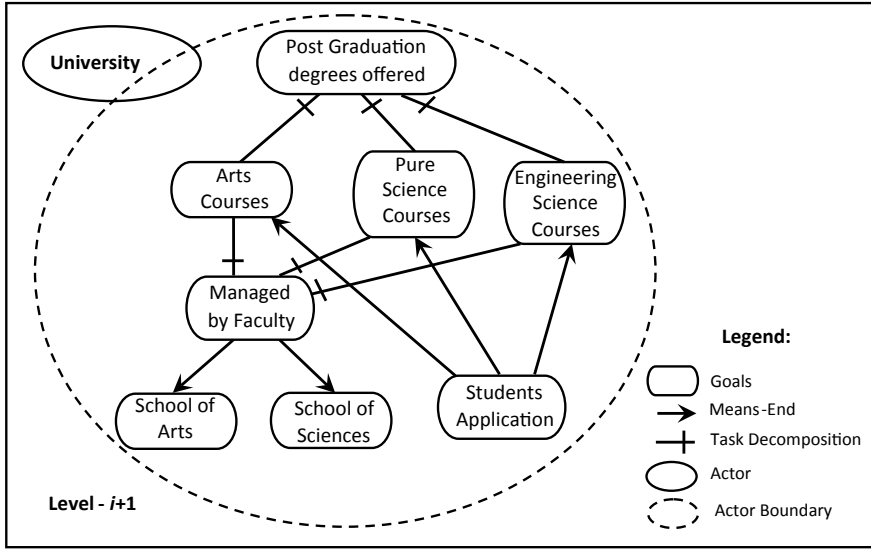 University
Post Graduation
degrees offered
Arts
Courses
Pure
Science
Courses
Engineering
Science
Courses
Managed
by Faculty
School of
Arts
School of
Sciences
Students
Application
Level - i+1
Legend:
Goals
Means-End
Task Decomposition
Actor
Actor Boundary